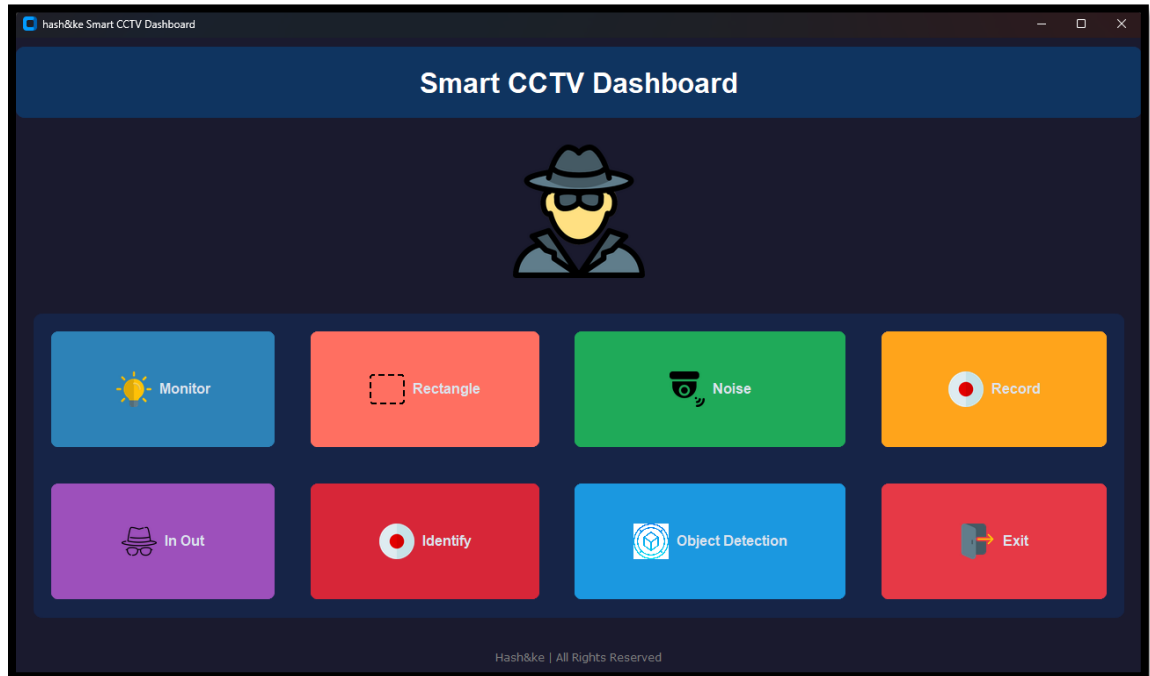 hash&ke Smart CCTV Dashboard
Smart CCTV Dashboard
Monitor
Rectangle
Noise
Record
In Out
Identify
Object Detection
Exit
Hash&ke | All Rights Reserved